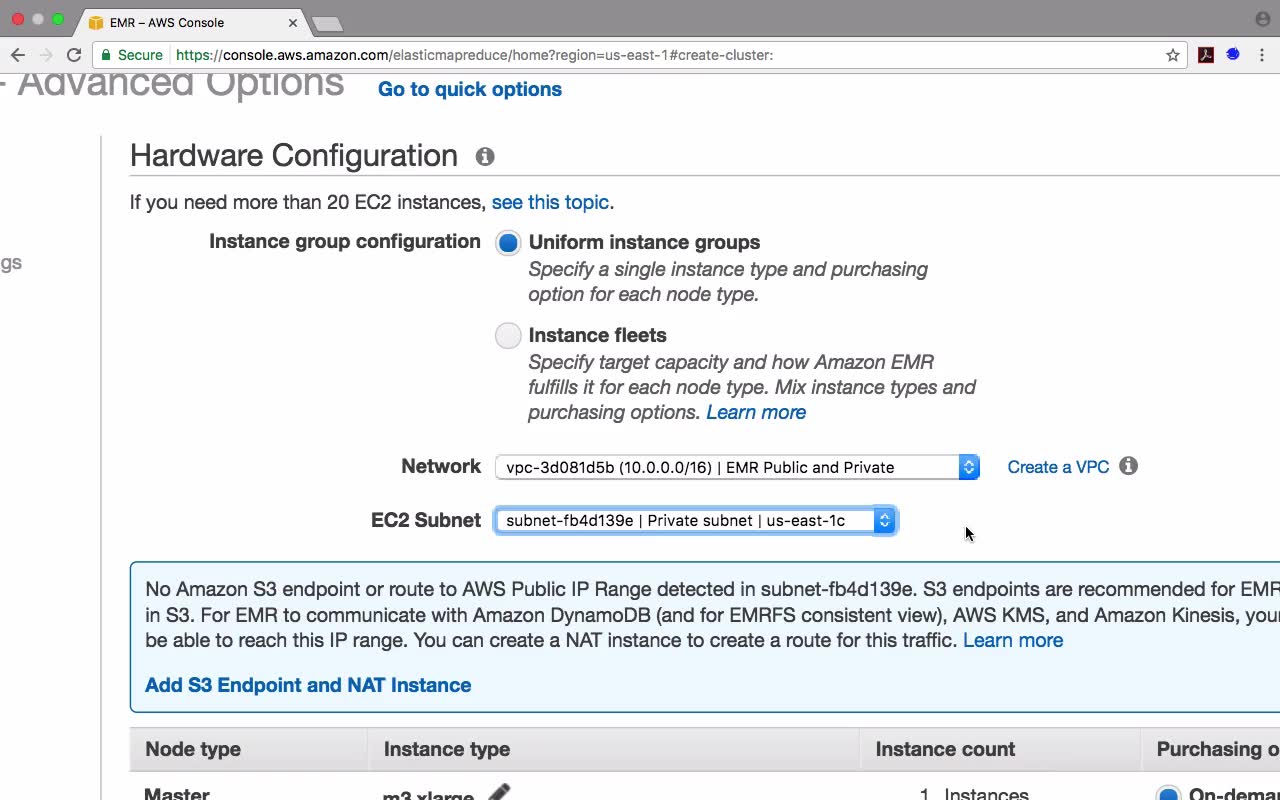 EMR – AWS Console
Secure https://console.aws.amazon.com/elasticmapreduce/home?region=us-east-1#create-cluster:
- Advanced Options Go to quick options
Hardware Configuration
If you need more than 20 EC2 instances, see this topic.
Instance group configuration Uniform instance groups
Specify a single instance type and purchasing
option for each node type.
gs
Instance fleets
Specify target capacity and how Amazon EMR
fulfills it for each node type. Mix instance types and
purchasing options. Learn more
Network vpc-3d081d5b (10.0.0.0/16) | EMR Public and Private Create a VPC
EC2 Subnet subnet-fb4d139e | Private subnet | us-east-1c
No Amazon S3 endpoint or route to AWS Public IP Range detected in subnet-fb4d139e. S3 endpoints are recommended for EMR
in S3. For EMR to communicate with Amazon DynamoDB (and for EMRFS consistent view), AWS KMS, and Amazon Kinesis, your
be able to reach this IP range. You can create a NAT instance to create a route for this traffic. Learn more
Add S3 Endpoint and NAT Instance
Node type Instance type Instance count Purchasing o
Master m3.xlarge 1 Instances On-deman